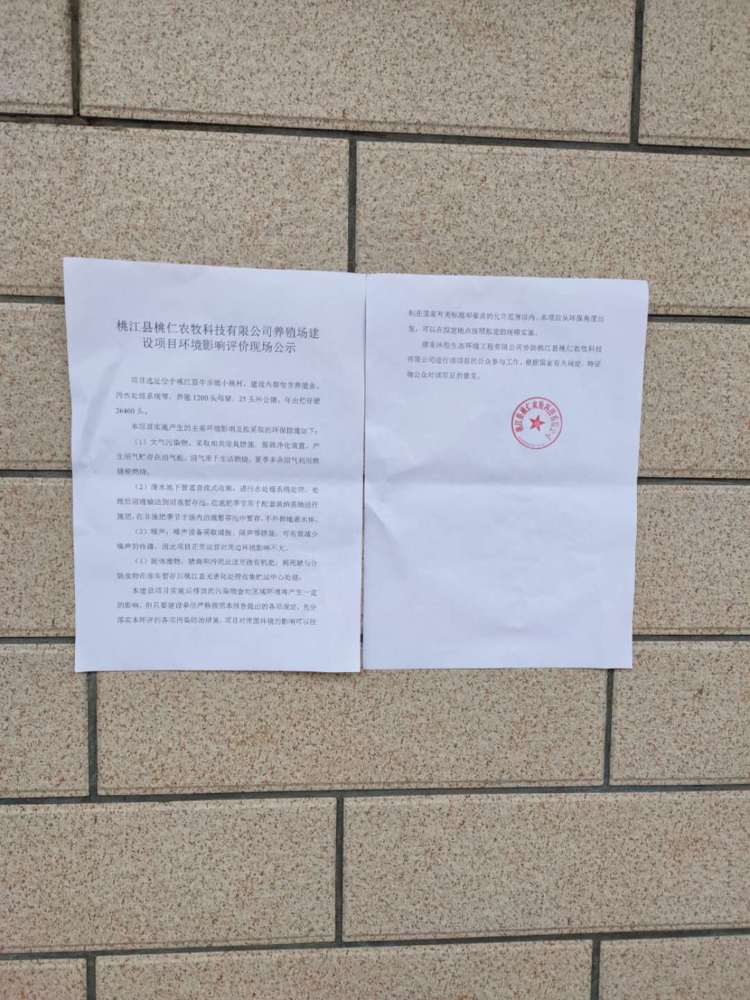 桃江县桃仁农牧科技有限公司养殖场建
设项目环境影响评价现场公示
项目选址位于桃江县牛田镇小桃村，建设内容包含养殖舍、
污水处理系统等，养殖1200头母猪，25头种公猪，年出栏仔猪
26400头。
本项目实施产生的主要环境影响及拟采取的环保措施如下：
（1）大气污染物，采取相关除臭措施、脱硫净化装置，产
生沼气贮存在沼气柜，沼气用于生活燃烧，夏季多余沼气利用燃
烧棚燃烧。
（2）废水地下管道自流式收集，进污水处理系统处理，处
理后沼液输送到沼液暂存池，在施肥季节用于配套消纳基地进行
施肥，在非施肥季节于场内沼液暂存池中暂存，不外排地表水体。
（3）噪声：噪声设备采取减振、隔声等措施，可有效减少
噪声的传播，因此项目正常运营对周边环境影响不大。
（4）固体废物：猪粪和污泥运送至做有机肥；病死猪与分
娩废物在冻库暂存后桃江县无害化处理收集贮运中心处理。
本建设项目实施后排放的污染物会对区域环境将产生一定
的影响，但只要建设单位严格按照本报告提出的各项规定，充分
落实本环评的各项污染防治措施，项目对周围环境的影响可以控
制在国家有关标准和要求的允许范围以内。本项目从环保角度出
发，可以在拟定地点按照拟定的规模实施。
湖南沐程生态环境工程有限公司协助桃江县桃仁农牧科技
有限公司进行该项目的公众参与工作。根据国家有关规定，特征
询公众对该项目的意见。
桃江县桃仁农牧科技有限公司